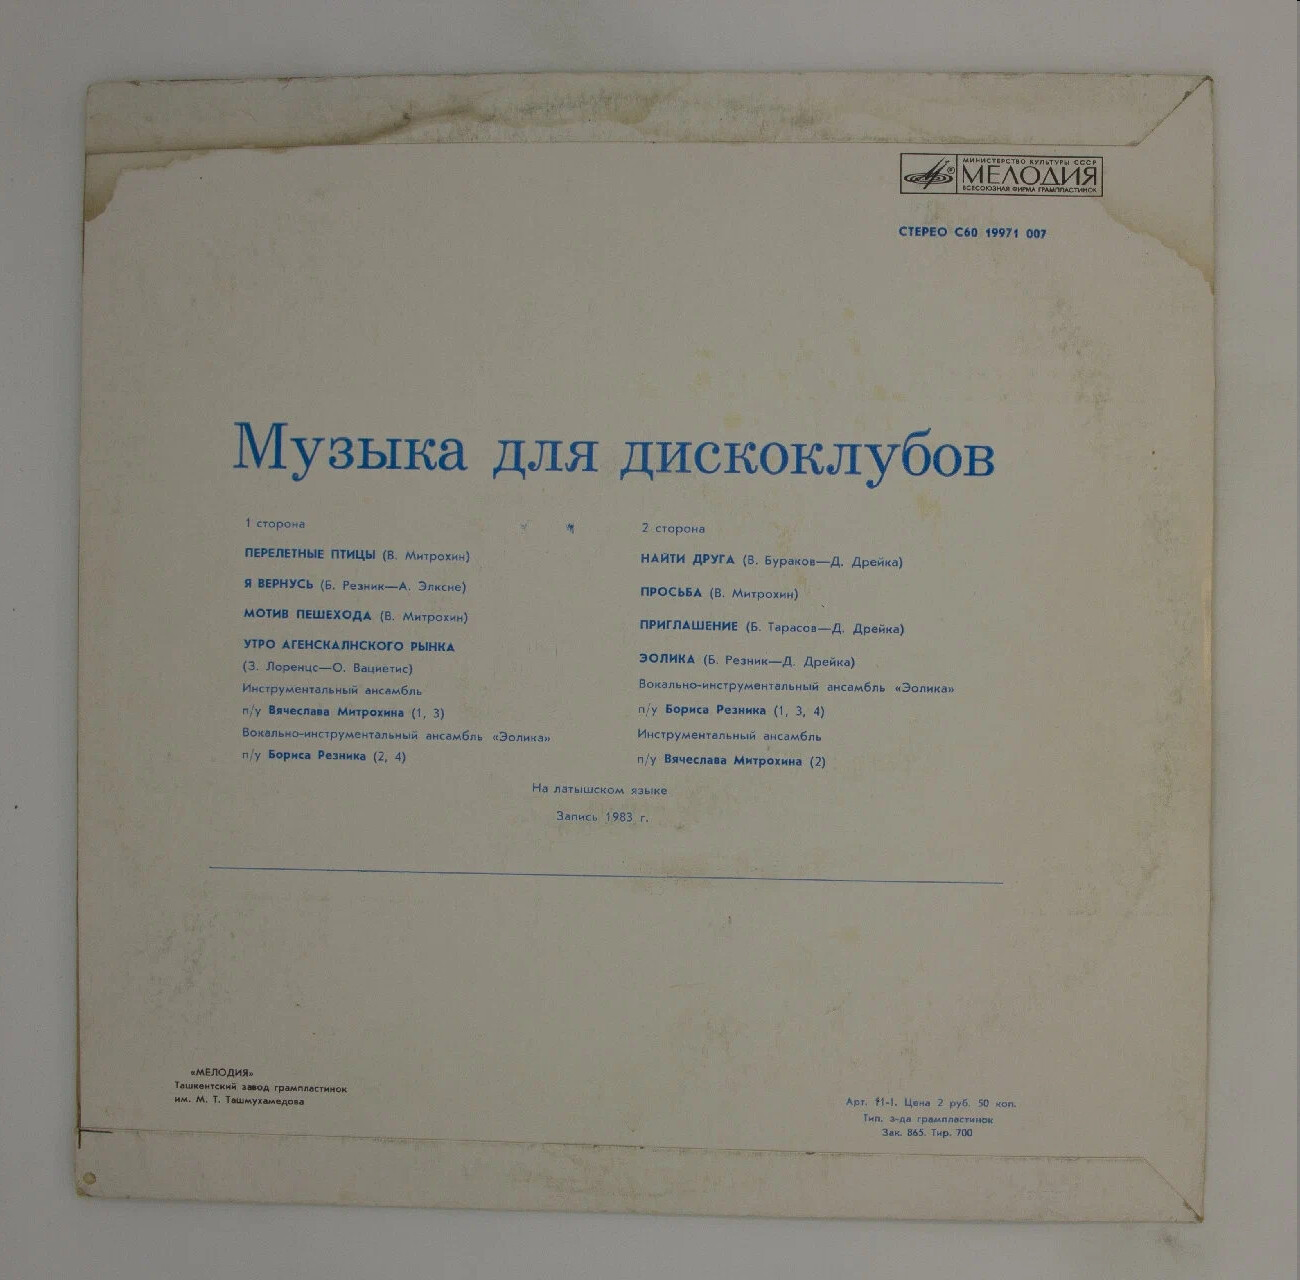 МИНИСТЕРСТВО КУЛЬТУРЫ СССР
МЕЛОДИЯ
ВСЕСОЮЗНАЯ ФИРМА ГРАМПЛАСТИНОК
СТЕРЕО С60 19971 007
Музыка для дискоклубов
1 сторона
ПЕРЕЛЕТНЫЕ ПТИЦЫ (В. Митрохин)
Я ВЕРНУСЬ (Б. Резник—А. Элксне)
МОТИВ ПЕШЕХОДА (В. Митрохин)
УТРО АГЕНСКАЛНСКОГО РЫНКА
(З. Лоренцс—О. Вациетис)
Инструментальный ансамбль
п/у Вячеслава Митрохина (1, 3)
Вокально-инструментальный ансамбль «Эолика»
п/у Бориса Резника (2, 4)
2 сторона
НАЙТИ ДРУГА (В. Бураков—Д. Дрейка)
ПРОСЬБА (В. Митрохин)
ПРИГЛАШЕНИЕ (Б. Тарасов—Д. Дрейка)
ЭОЛИКА (Б. Резник—Д. Дрейка)
Вокально-инструментальный ансамбль «Эолика»
п/у Бориса Резника (1, 3, 4)
Инструментальный ансамбль
п/у Вячеслава Митрохина (2)
На латышском языке
Запись 1983 г.
«МЕЛОДИЯ»
Ташкентский завод грампластинок
им. М. Т. Ташмухамедова
Арт. 11-1. Цена 2 руб. 50 коп.
Тип. з-да грампластинок
Зак. 865. Тир. 700